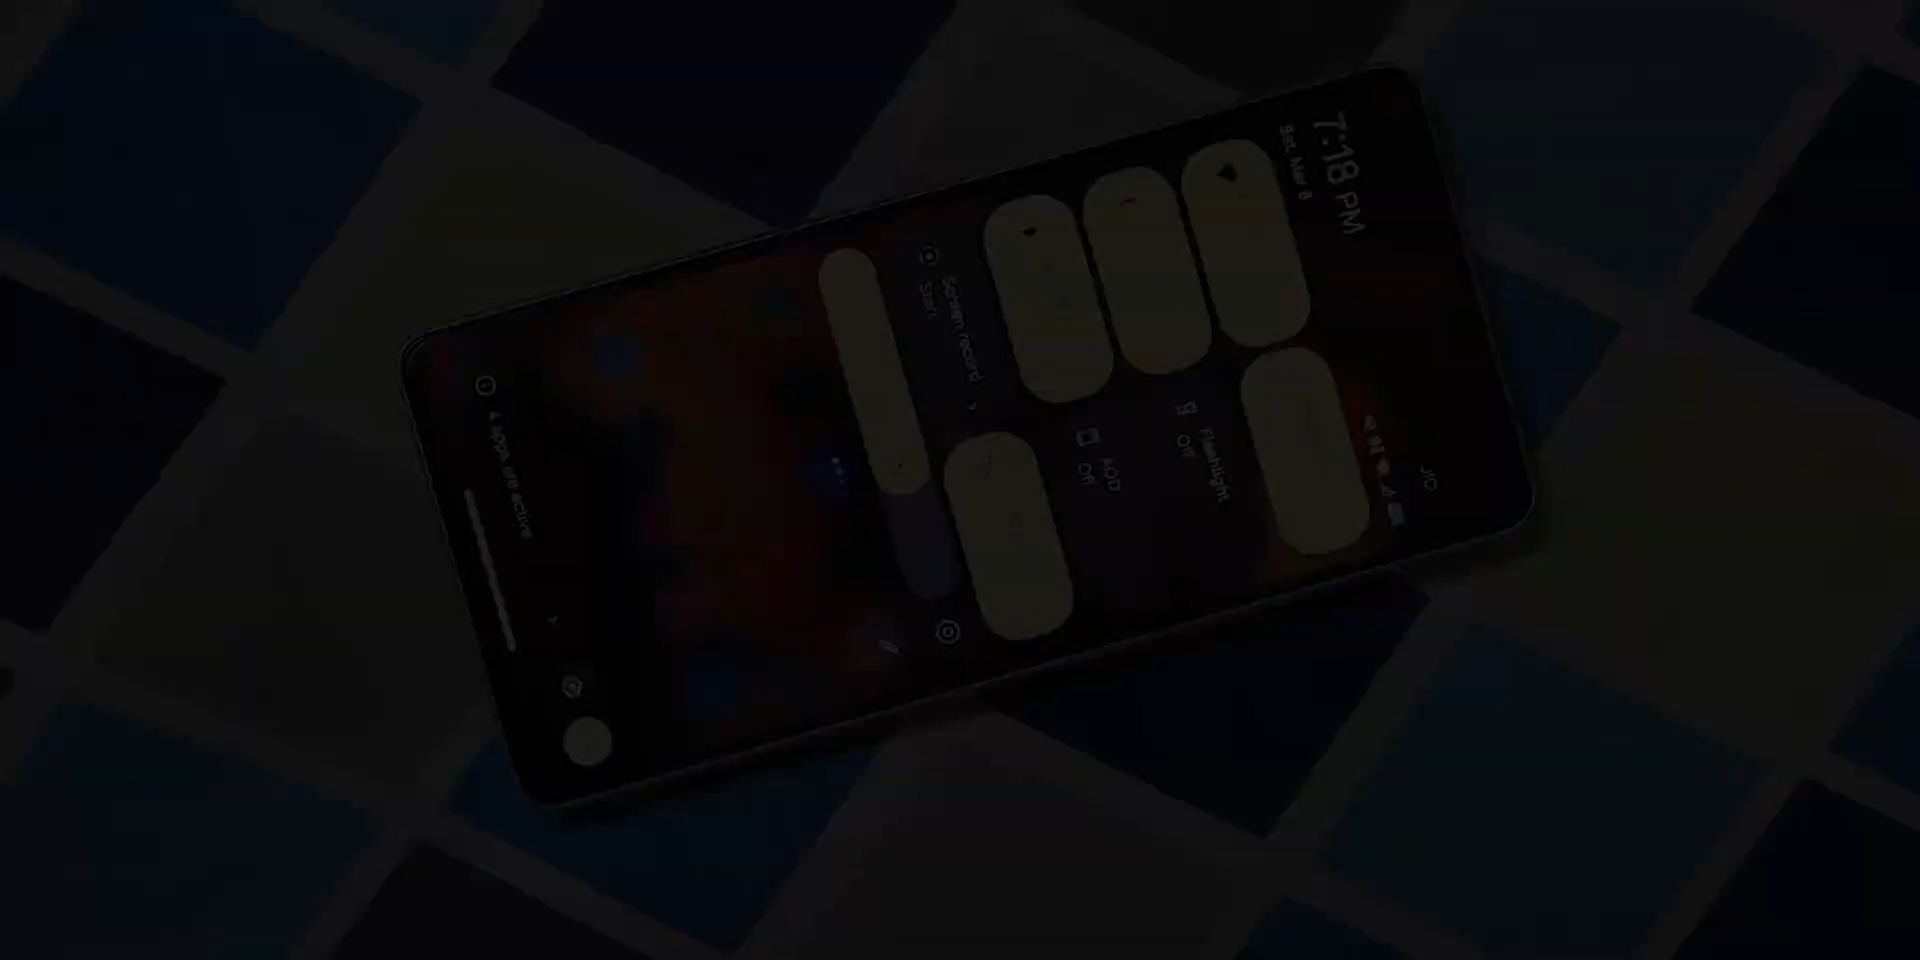 7:18 PM
Sat, Mar 8
JIO
Flashlight
Off
AOD
Off
Screen record
Start
4 apps are active